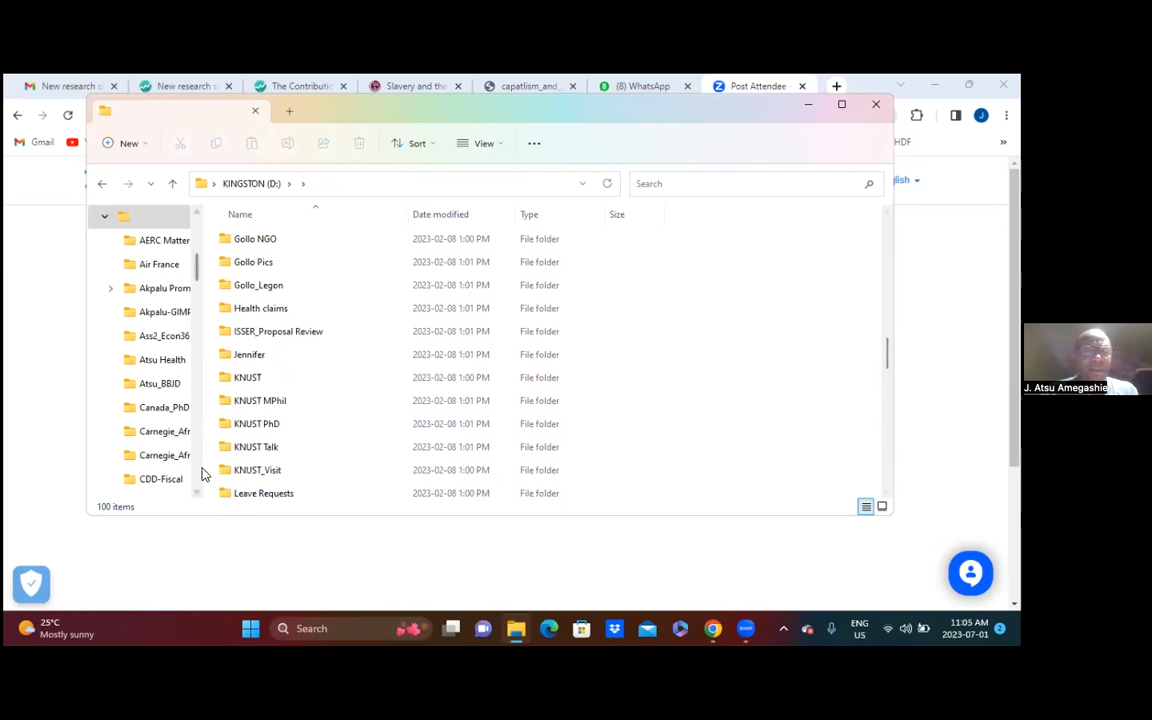 New research sl
New research sl
The Contributi
Slavery and the
capatlism_and_
(8) WhatsApp
Post Attendee -
Gmail
HDF
New
Sort
View
KINGSTON (D:)
Search
glish
Name
Date modified
Type
Size
AERC Matter
Air France
Akpalu Prom
Akpalu-GIMP
Ass2_Econ36
Atsu Health
Atsu_BBJD
Canada_PhD
Carnegie_Afr
Carnegie_Afr
CDD-Fiscal
Gollo NGO 2023-02-08 1:00 PM File folder
Gollo Pics 2023-02-08 1:01 PM File folder
Gollo_Legon 2023-02-08 1:01 PM File folder
Health claims 2023-02-08 1:01 PM File folder
ISSER_Proposal Review 2023-02-08 1:01 PM File folder
Jennifer 2023-02-08 1:01 PM File folder
KNUST 2023-02-08 1:01 PM File folder
KNUST MPhil 2023-02-08 1:01 PM File folder
KNUST PhD 2023-02-08 1:01 PM File folder
KNUST Talk 2023-02-08 1:01 PM File folder
KNUST_Visit 2023-02-08 1:00 PM File folder
Leave Requests 2023-02-08 1:00 PM File folder
100 items
J. Atsu Amegashie
25°C
Mostly sunny
Search
zoom
ENG
US
11:05 AM
2023-07-01
2